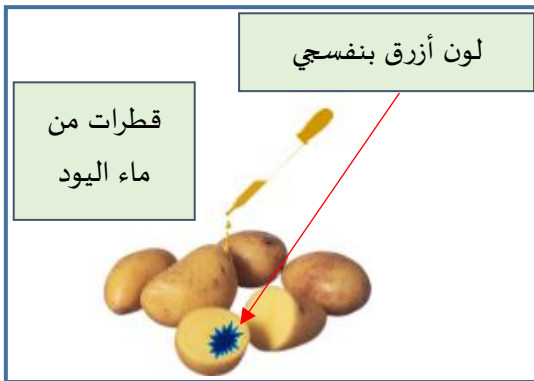 لون أزرق بنفسجي
قطرات من
ماء اليود